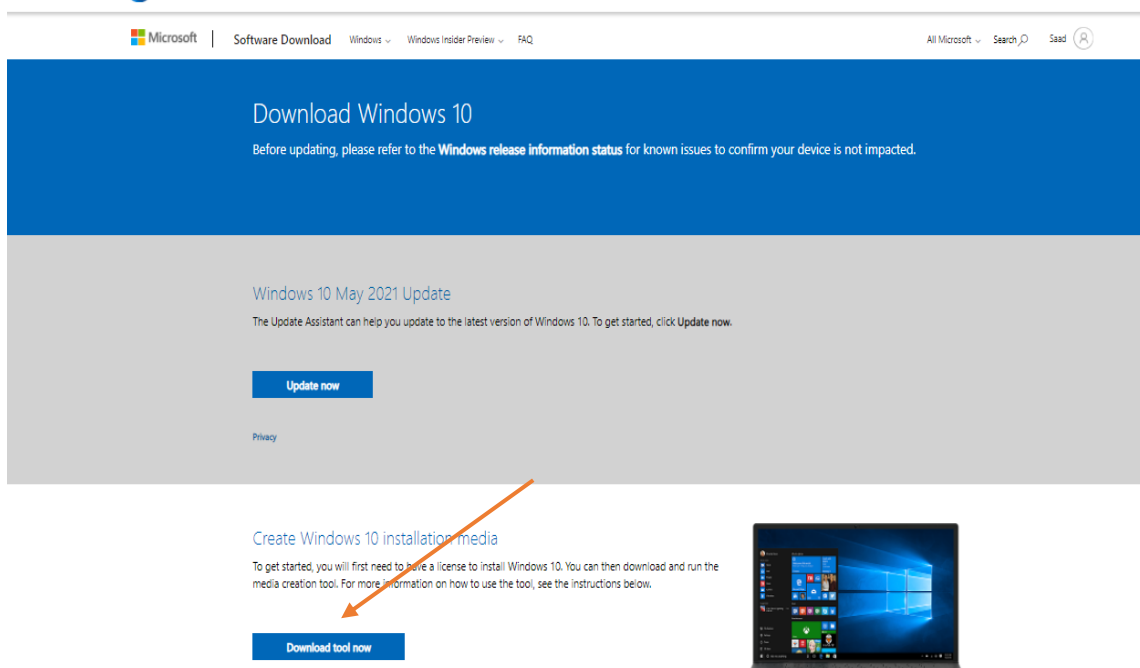 Microsoft Software Download Windows Windows Insider Preview FAQ All Microsoft Search Saad
Download Windows 10
Before updating, please refer to the Windows release information status for known issues to confirm your device is not impacted.
Windows 10 May 2021 Update
The Update Assistant can help you update to the latest version of Windows 10. To get started, click Update now.
Update now
Privacy
Create Windows 10 installation media
To get started, you will first need to have a license to install Windows 10. You can then download and run the
media creation tool. For more information on how to use the tool, see the instructions below.
Download tool now